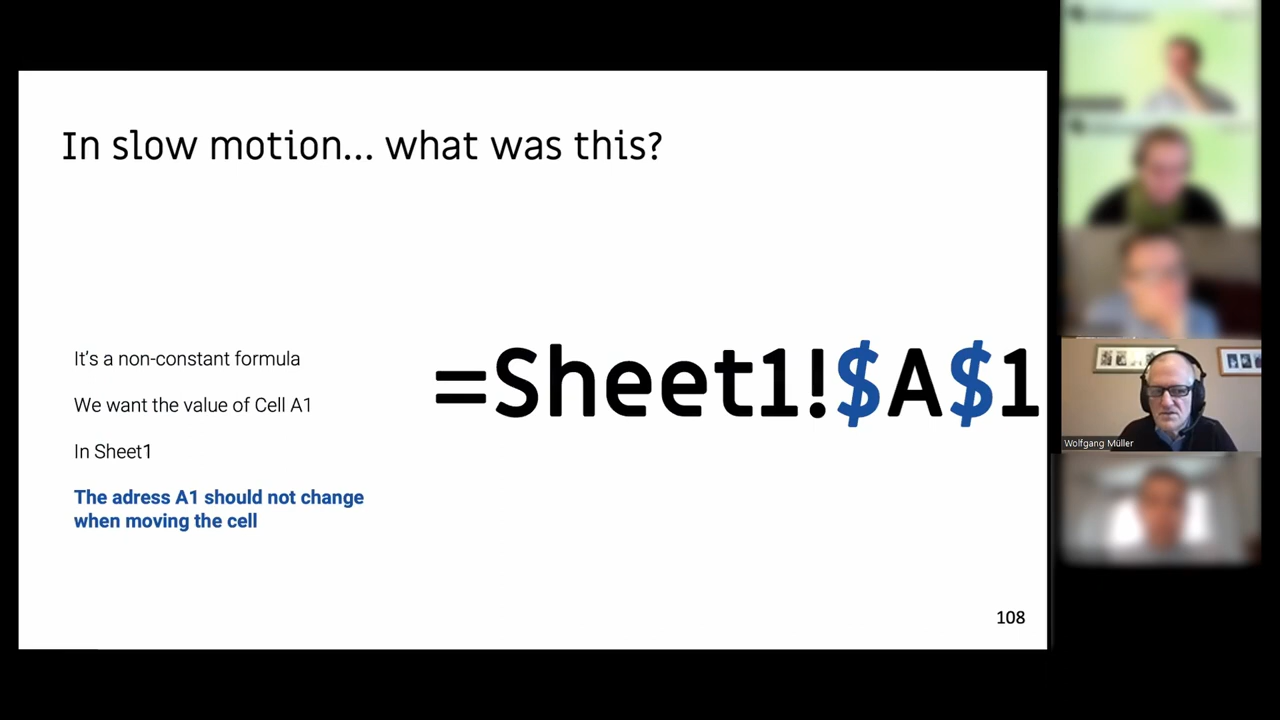 In slow motion... what was this?
It's a non-constant formula
We want the value of Cell A1
In Sheet1
The adress A1 should not change
when moving the cell
=Sheet1!$A$1
108
Wolfgang Müller